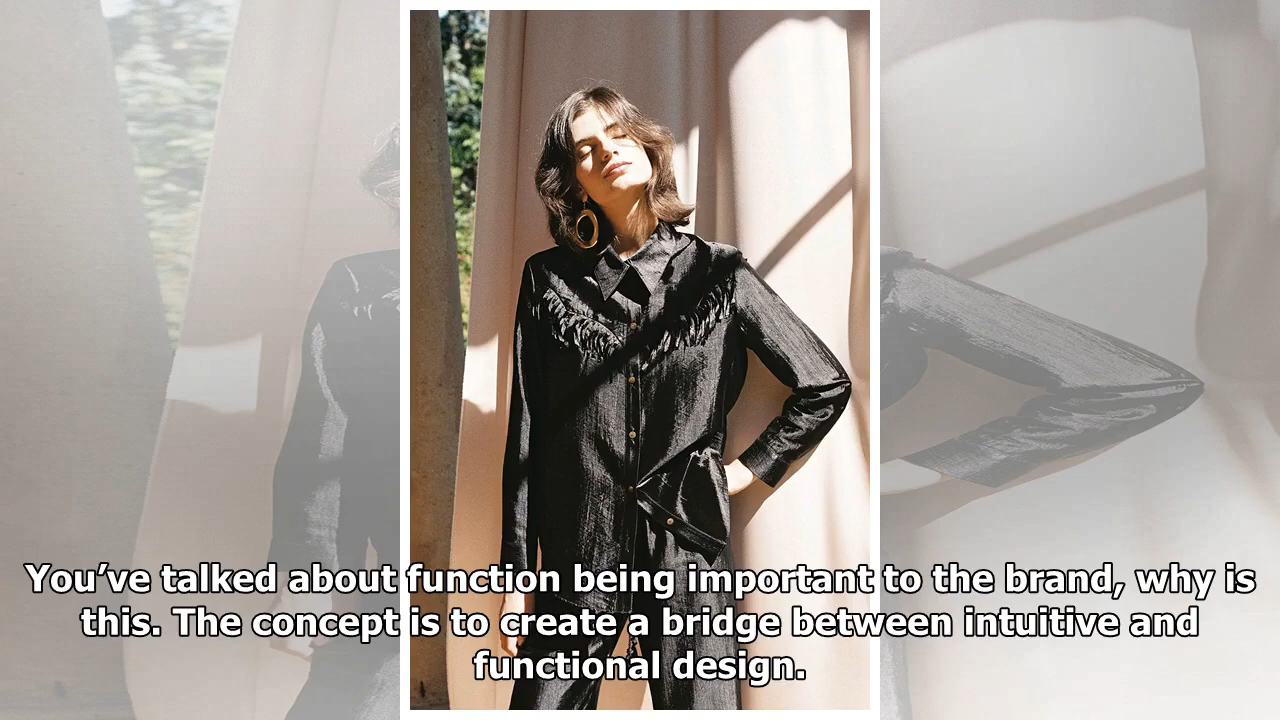 You’ve talked about function being important to the brand, why is
this. The concept is to create a bridge between intuitive and
functional design.